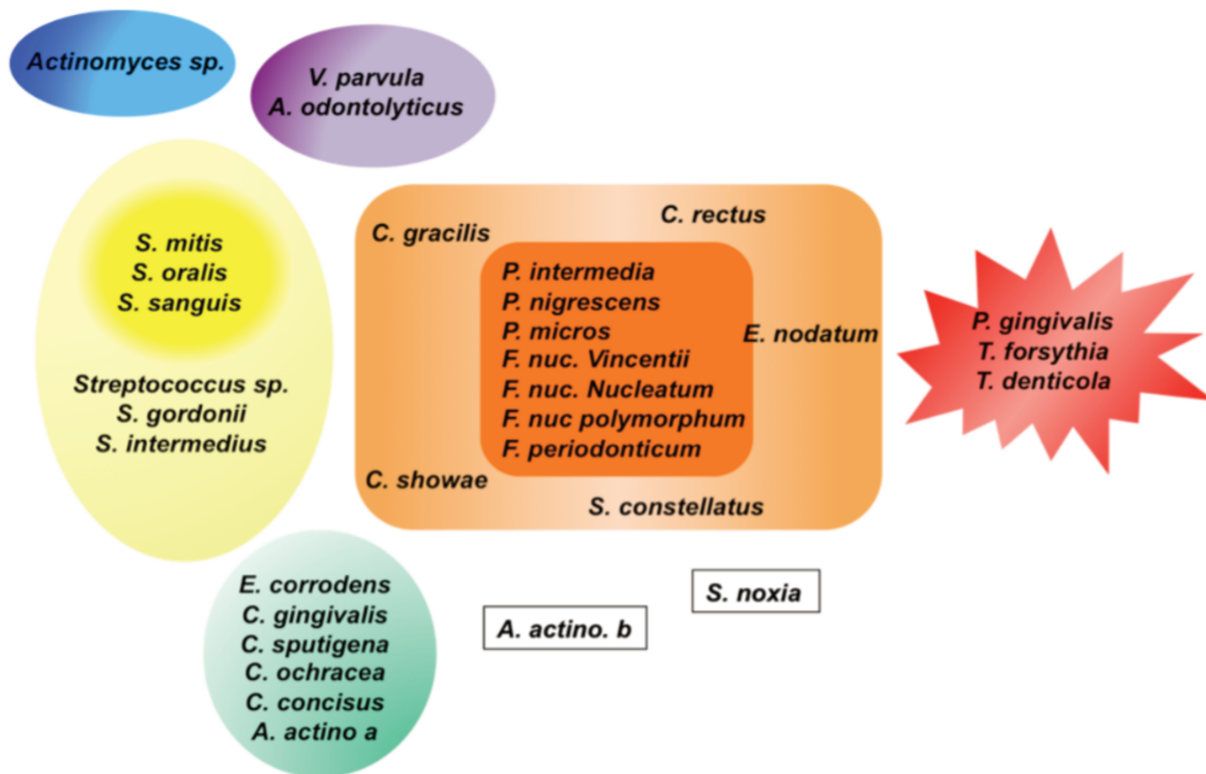 Actinomyces sp.
V. parvula
A. odontolyticus
S. mitis
S. oralis
S. sanguis
Streptococcus sp.
S. gordonii
S. intermedius
C. gracilis
C. rectus
P. intermedia
P. nigrescens
P. micros
F. nuc. Vincentii
F. nuc. Nucleatum
F. nuc polymorphum
F. periodonticum
E. nodatum
C. showae
S. constellatus
P. gingivalis
T. forsythia
T. denticola
E. corrodens
C. gingivalis
C. sputigena
C. ochracea
C. concisus
A. actino a
A. actino. b
S. noxia